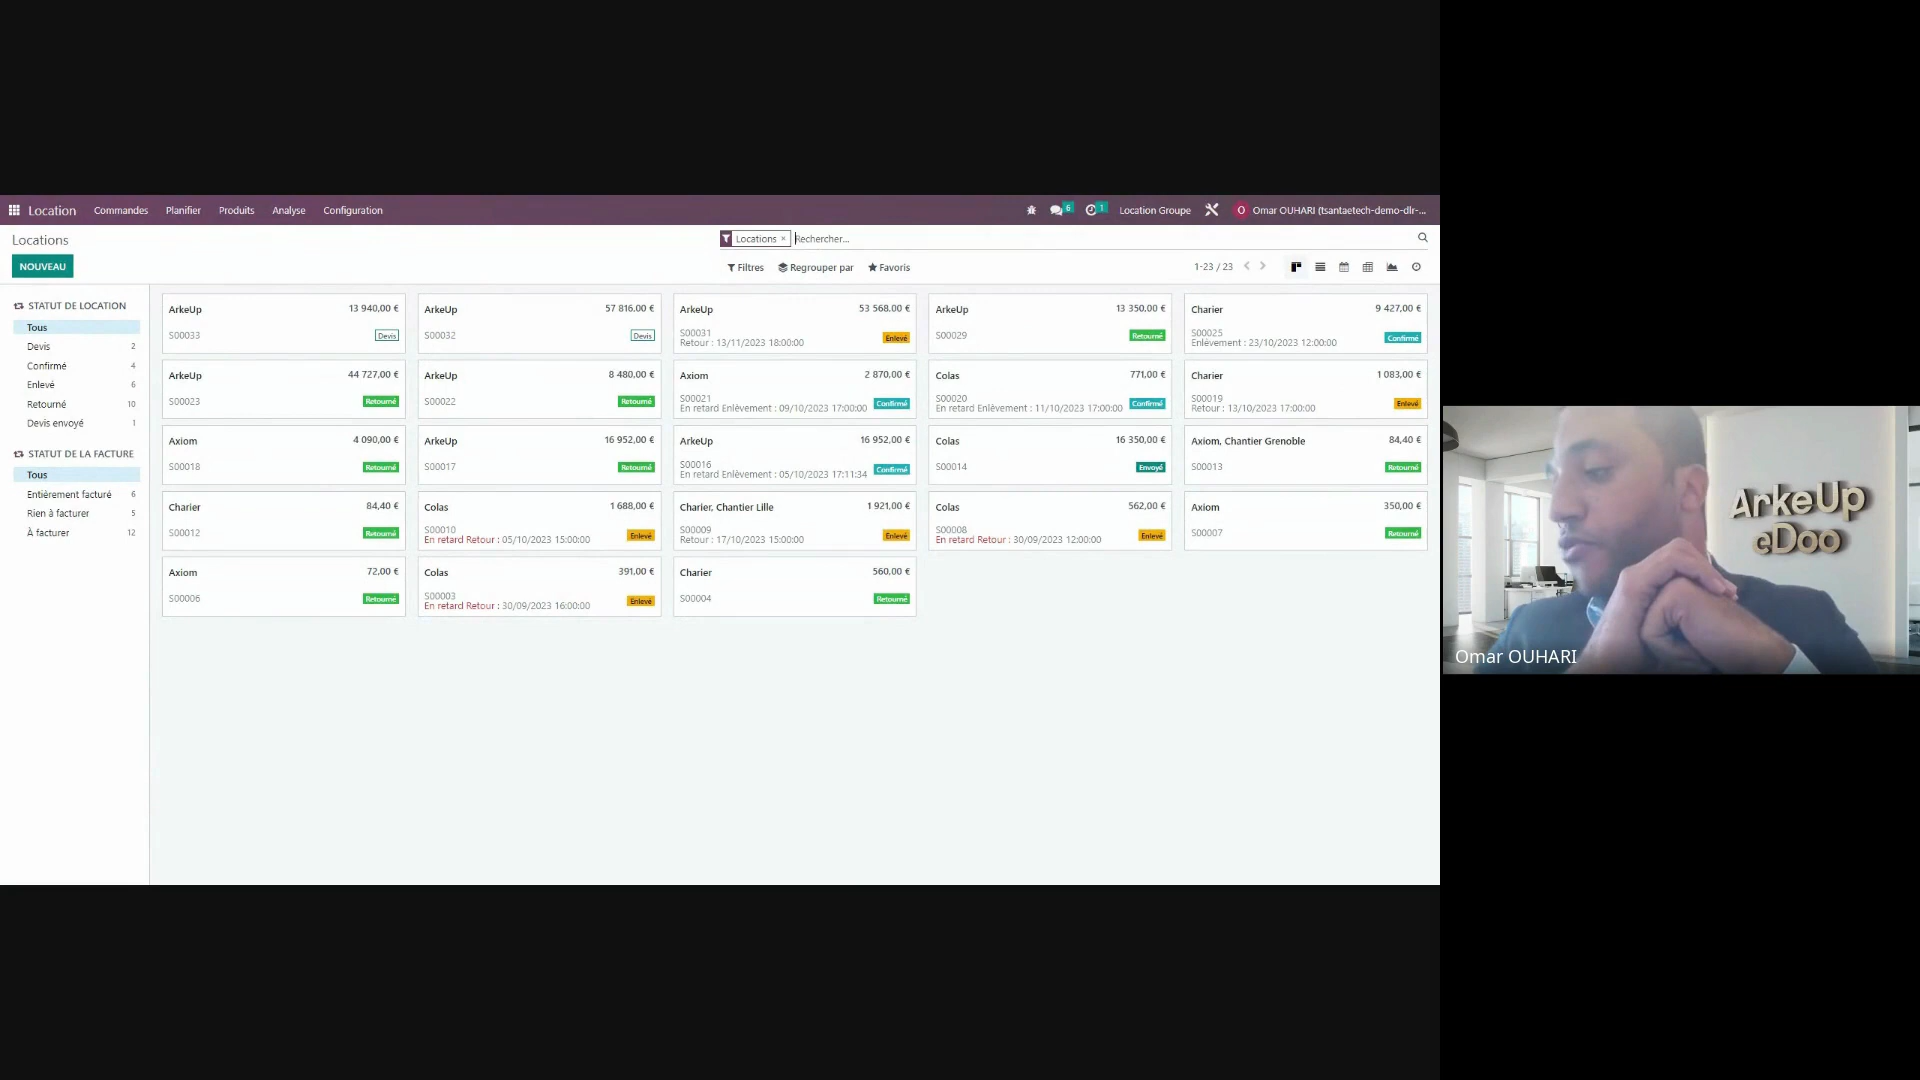 Location Commandes Planifier Produits Analyse Configuration 6 1 Location Groupe O Omar OUHARI (tsantaetech-demo-dlr-...
Locations
Locations × Rechercher...
NOUVEAU
Filtres Regrouper par Favoris 1-23 / 23
STATUT DE LOCATION
Tous
Devis 2
Confirmé 4
Enlevé 6
Retourné 10
Devis envoyé 1
STATUT DE LA FACTURE
Tous
Entièrement facturé 6
Rien à facturer 5
À facturer 12
ArkeUp 13 940,00 €
S00033 Devis
ArkeUp 57 816,00 €
S00032 Devis
ArkeUp 53 568,00 €
S00031
Retour : 13/11/2023 18:00:00 Enlevé
ArkeUp 13 350,00 €
S00029 Retourné
Charier 9 427,00 €
S00025
Enlèvement : 23/10/2023 12:00:00 Confirmé
ArkeUp 44 727,00 €
S00023 Retourné
ArkeUp 8 480,00 €
S00022 Retourné
Axiom 2 870,00 €
S00021
En retard Enlèvement : 09/10/2023 17:00:00 Confirmé
Colas 771,00 €
S00020
En retard Enlèvement : 11/10/2023 17:00:00 Confirmé
Charier 1 083,00 €
S00019
Retour : 13/10/2023 17:00:00 Enlevé
Axiom 4 090,00 €
S00018 Retourné
ArkeUp 16 952,00 €
S00017 Retourné
ArkeUp 16 952,00 €
S00016
En retard Enlèvement : 05/10/2023 17:11:34 Confirmé
Colas 16 350,00 €
S00014 Envoyé
Axiom, Chantier Grenoble 84,40 €
S00013 Retourné
Charier 84,40 €
S00012 Retourné
Colas 1 688,00 €
S00010
En retard Retour : 05/10/2023 15:00:00 Enlevé
Charier, Chantier Lille 1 921,00 €
S00009
Retour : 17/10/2023 15:00:00 Enlevé
Colas 562,00 €
S00008
En retard Retour : 30/09/2023 12:00:00 Enlevé
Axiom 350,00 €
S00007 Retourné
Axiom 72,00 €
S00006 Retourné
Colas 391,00 €
S00003
En retard Retour : 30/09/2023 16:00:00 Enlevé
Charier 560,00 €
S00004 Retourné
ArkeUp
eDoo
Omar OUHARI